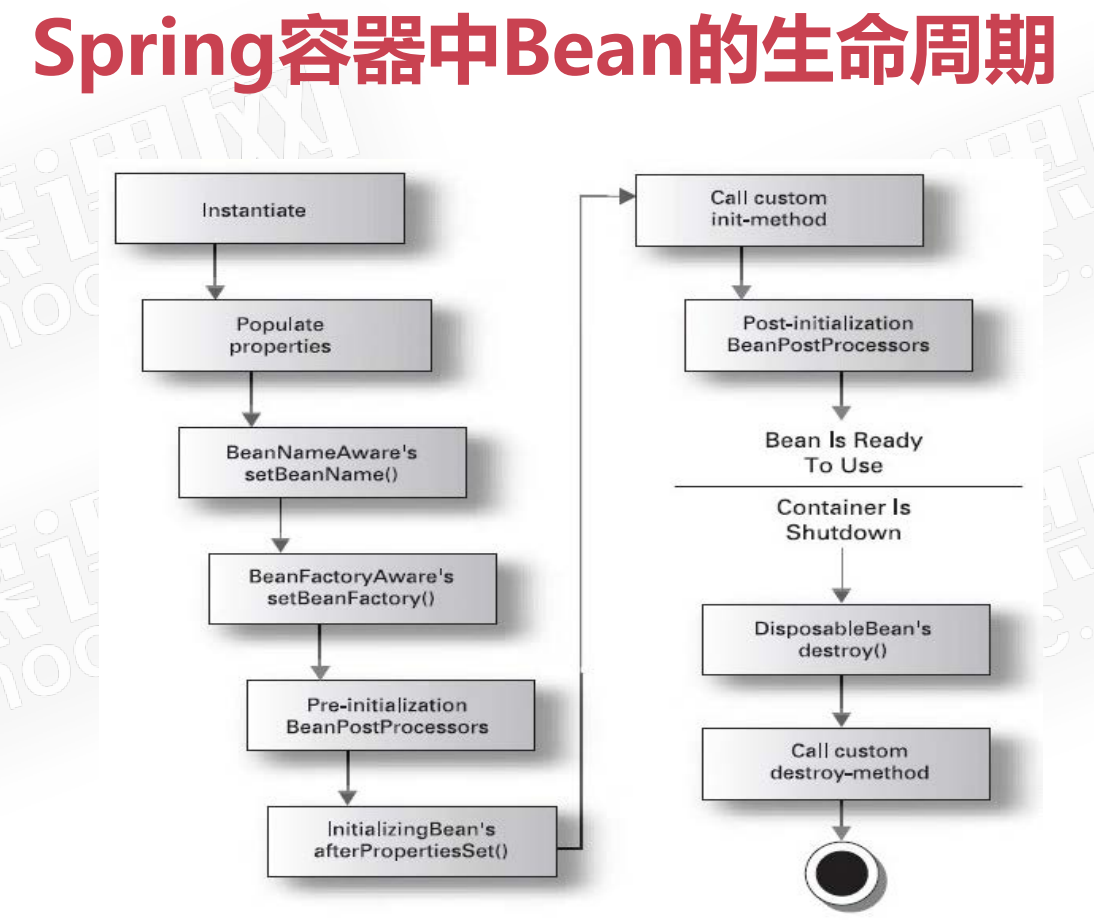 Spring容器中Bean的生命周期
Instantiate
Populate
properties
BeanNameAware's
setBeanName()
BeanFactoryAware's
setBeanFactory()
Pre-initialization
BeanPostProcessors
InitializingBean's
afterPropertiesSet()
Call custom
init-method
Post-initialization
BeanPostProcessors
Bean Is Ready
To Use
Container Is
Shutdown
DisposableBean's
destroy()
Call custom
destroy-method